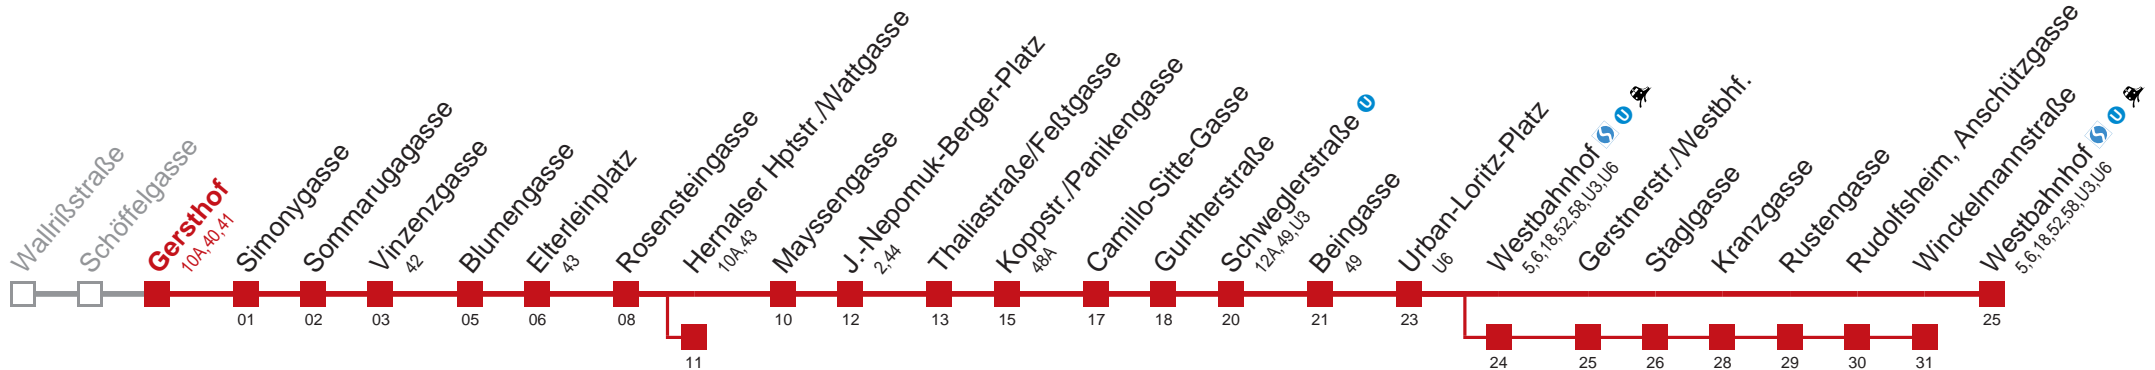 Wallrißstraße
Schöffelgasse
Gersthof
10A, 40, 41
Simonygasse
Sommarugagasse
Vinzenzgasse
42
Blumengasse
Elterleinplatz
43
Rosensteingasse
Hernalser Hptstr./Wattgasse
10A, 43
Mayssengasse
J.-Nepomuk-Berger-Platz
2, 44
Thaliastraße/Feßtgasse
Koppstr./Panikengasse
48A
Camillo-Sitte-Gasse
Guntherstraße
Schweglerstraße U
12A, 49, U3
Beingasse
49
Urban-Loritz-Platz
U6
Westbahnhof S U
5,6,18,52,58,U3,U6
Gerstnerstr./Westbhf.
Staglgasse
Kranzgasse
Rustengasse
Rudolfsheim, Anschützgasse
Winckelmannstraße
Westbahnhof S U
5,6,18,52,58,U3,U6
01 02 03 05 06 08 10 12 13 15 17 18 20 21 23 25
11 24 25 26 28 29 30 31